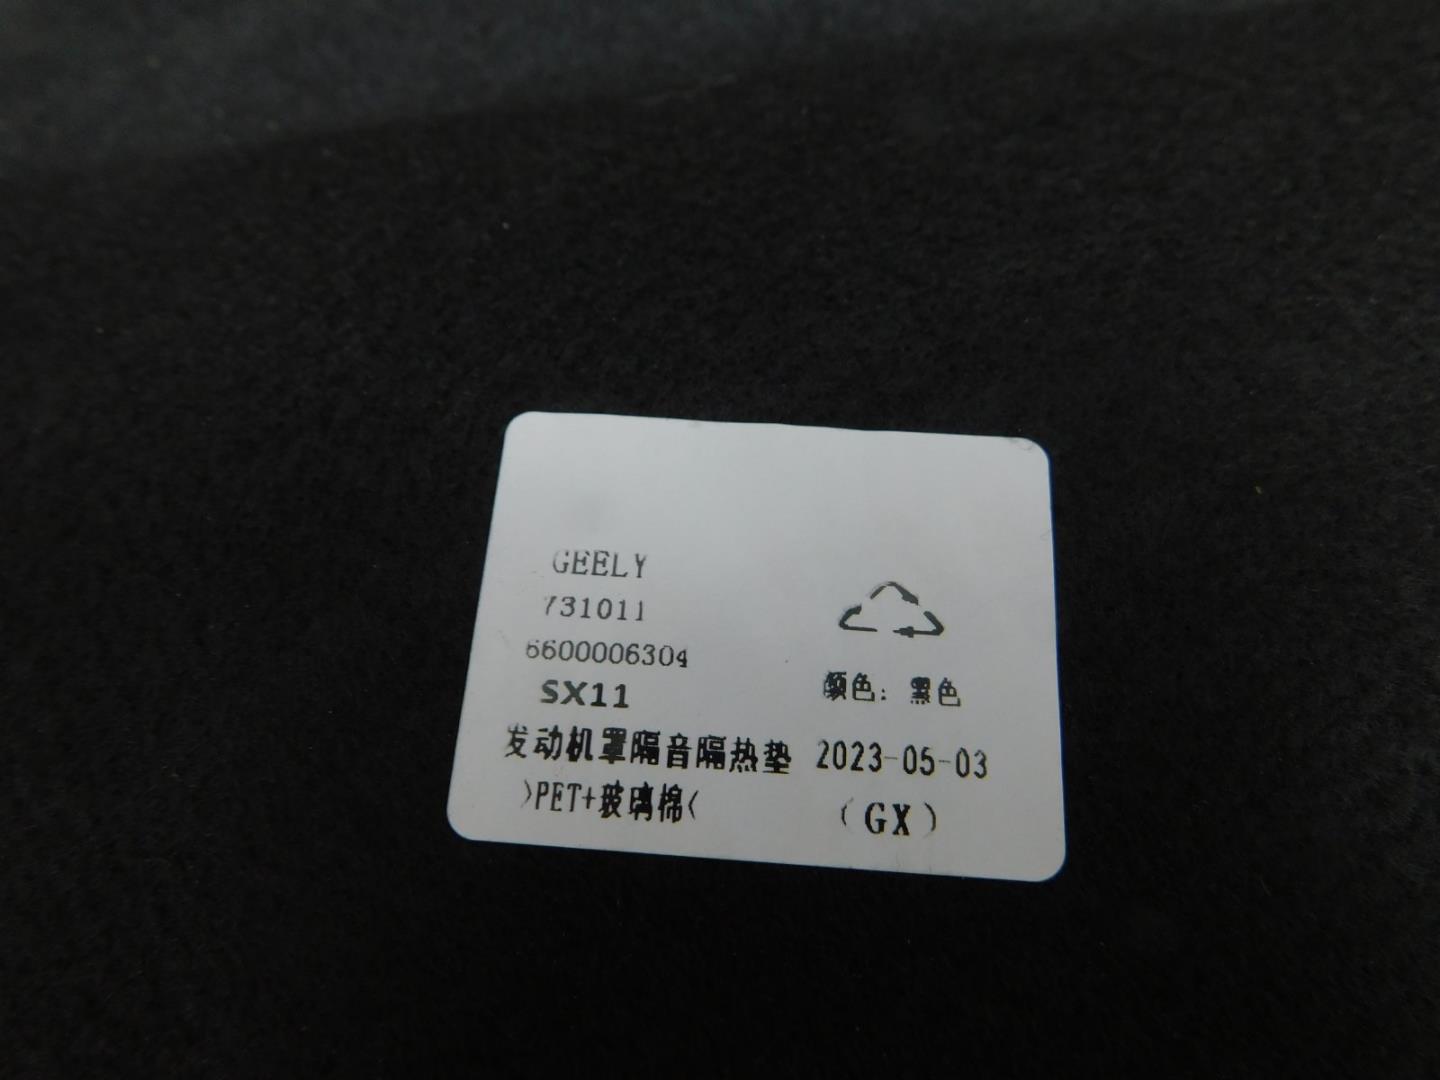 GEELY
731011
6600006304
SX11
颜色：黑色
发动机罩隔音隔热垫 2023-05-03
>PET+玻璃棉<
(GX)